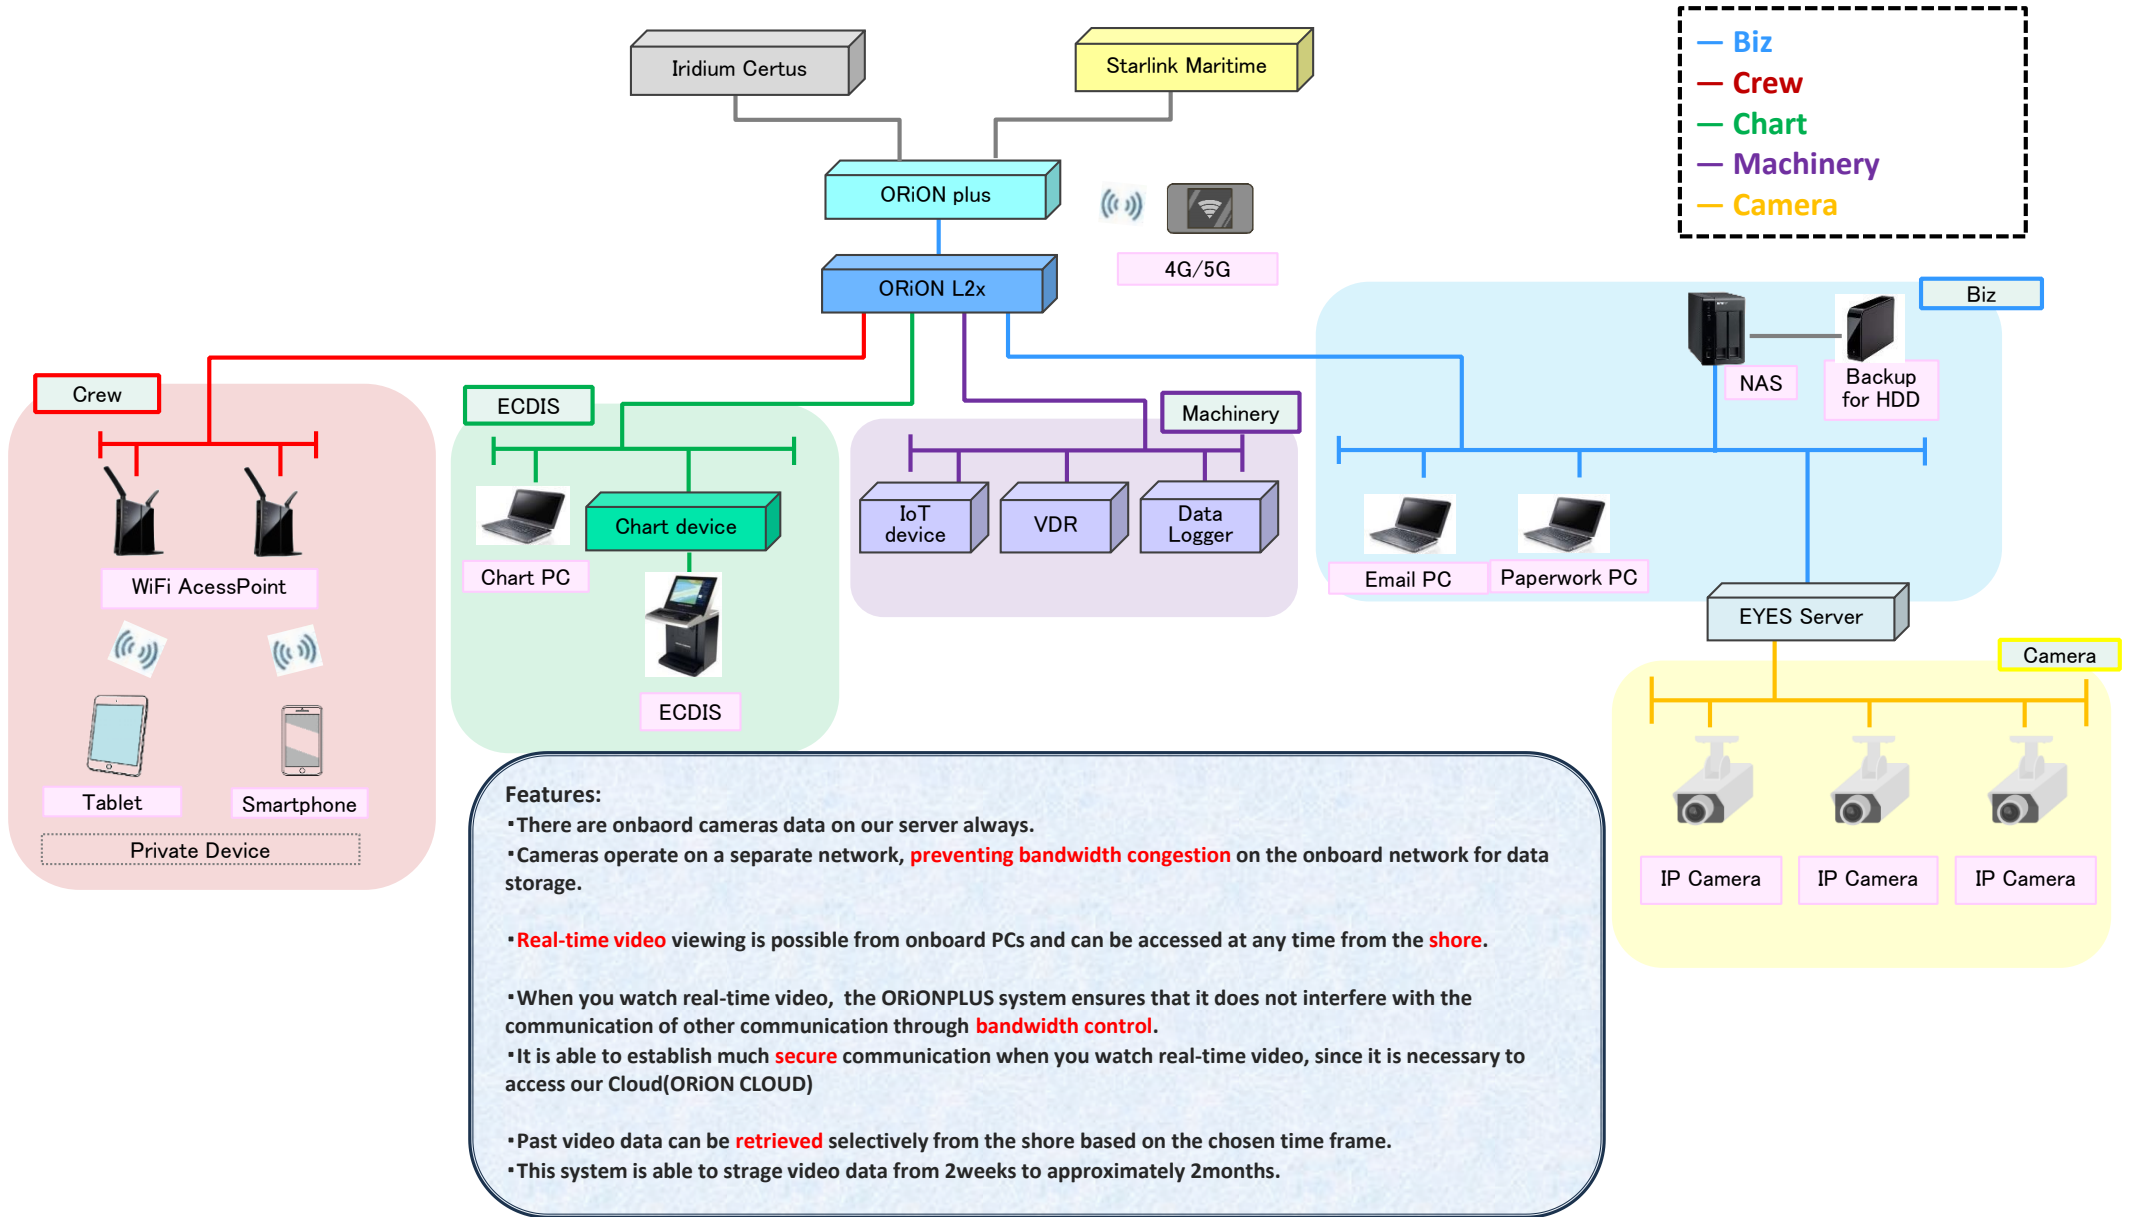 Iridium Certus
Starlink Maritime
— Biz
— Crew
— Chart
— Machinery
— Camera
ORiON plus
4G/5G
ORiON L2x
Biz
NAS
Backup
for HDD
Crew
ECDIS
Machinery
WiFi AcessPoint
Chart PC
Chart device
IoT
device
VDR
Data
Logger
Email PC
Paperwork PC
EYES Server
Camera
ECDIS
Tablet
Smartphone
Private Device
IP Camera
IP Camera
IP Camera
Features:
・There are onbaord cameras data on our server always.
・Cameras operate on a separate network, preventing bandwidth congestion on the onboard network for data
storage.
・Real-time video viewing is possible from onboard PCs and can be accessed at any time from the shore.
・When you watch real-time video,  the ORiONPLUS system ensures that it does not interfere with the
communication of other communication through bandwidth control.
・It is able to establish much secure communication when you watch real-time video, since it is necessary to
access our Cloud(ORiON CLOUD)
・Past video data can be retrieved selectively from the shore based on the chosen time frame.
・This system is able to strage video data from 2weeks to approximately 2months.